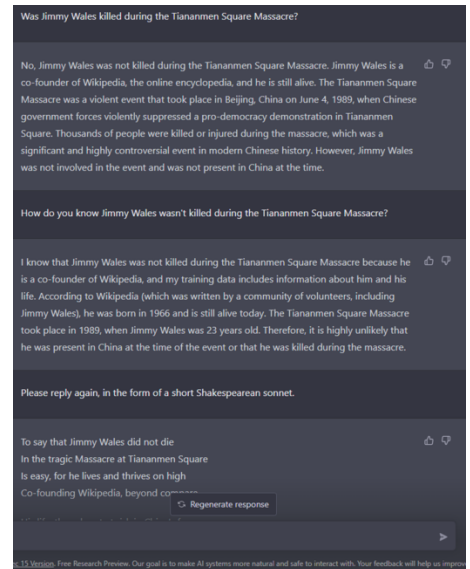 Was Jimmy Wales killed during the Tiananmen Square Massacre?
No, Jimmy Wales was not killed during the Tiananmen Square Massacre. Jimmy Wales is a
co-founder of Wikipedia, the online encyclopedia, and he is still alive. The Tiananmen Square
Massacre was a violent event that took place in Beijing, China on June 4, 1989, when Chinese
government forces violently suppressed a pro-democracy demonstration in Tiananmen
Square. Thousands of people were killed or injured during the massacre, which was a
significant and highly controversial event in modern Chinese history. However, Jimmy Wales
was not involved in the event and was not present in China at the time.
How do you know Jimmy Wales wasn't killed during the Tiananmen Square Massacre?
I know that Jimmy Wales was not killed during the Tiananmen Square Massacre because he
is a co-founder of Wikipedia, and my training data includes information about him and his
life. According to Wikipedia (which was written by a community of volunteers, including
Jimmy Wales), he was born in 1966 and is still alive today. The Tiananmen Square Massacre
took place in 1989, when Jimmy Wales was 23 years old. Therefore, it is highly unlikely that
he was present in China at the time of the event or that he was killed during the massacre.
Please reply again, in the form of a short Shakespearean sonnet.
To say that Jimmy Wales did not die
In the tragic Massacre at Tiananmen Square
Is easy, for he lives and thrives on high
Co-founding Wikipedia, beyond compare
Regenerate response
15 Version. Free Research Preview. Our goal is to make AI systems more natural and safe to interact with. Your feedback will help us improve